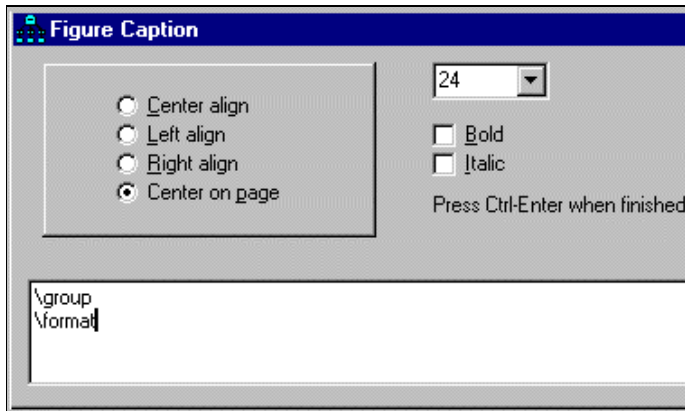 Figure Caption
Center align
Left align
Right align
Center on page
24
Bold
Italic
Press Ctrl-Enter when finished
\group
\format